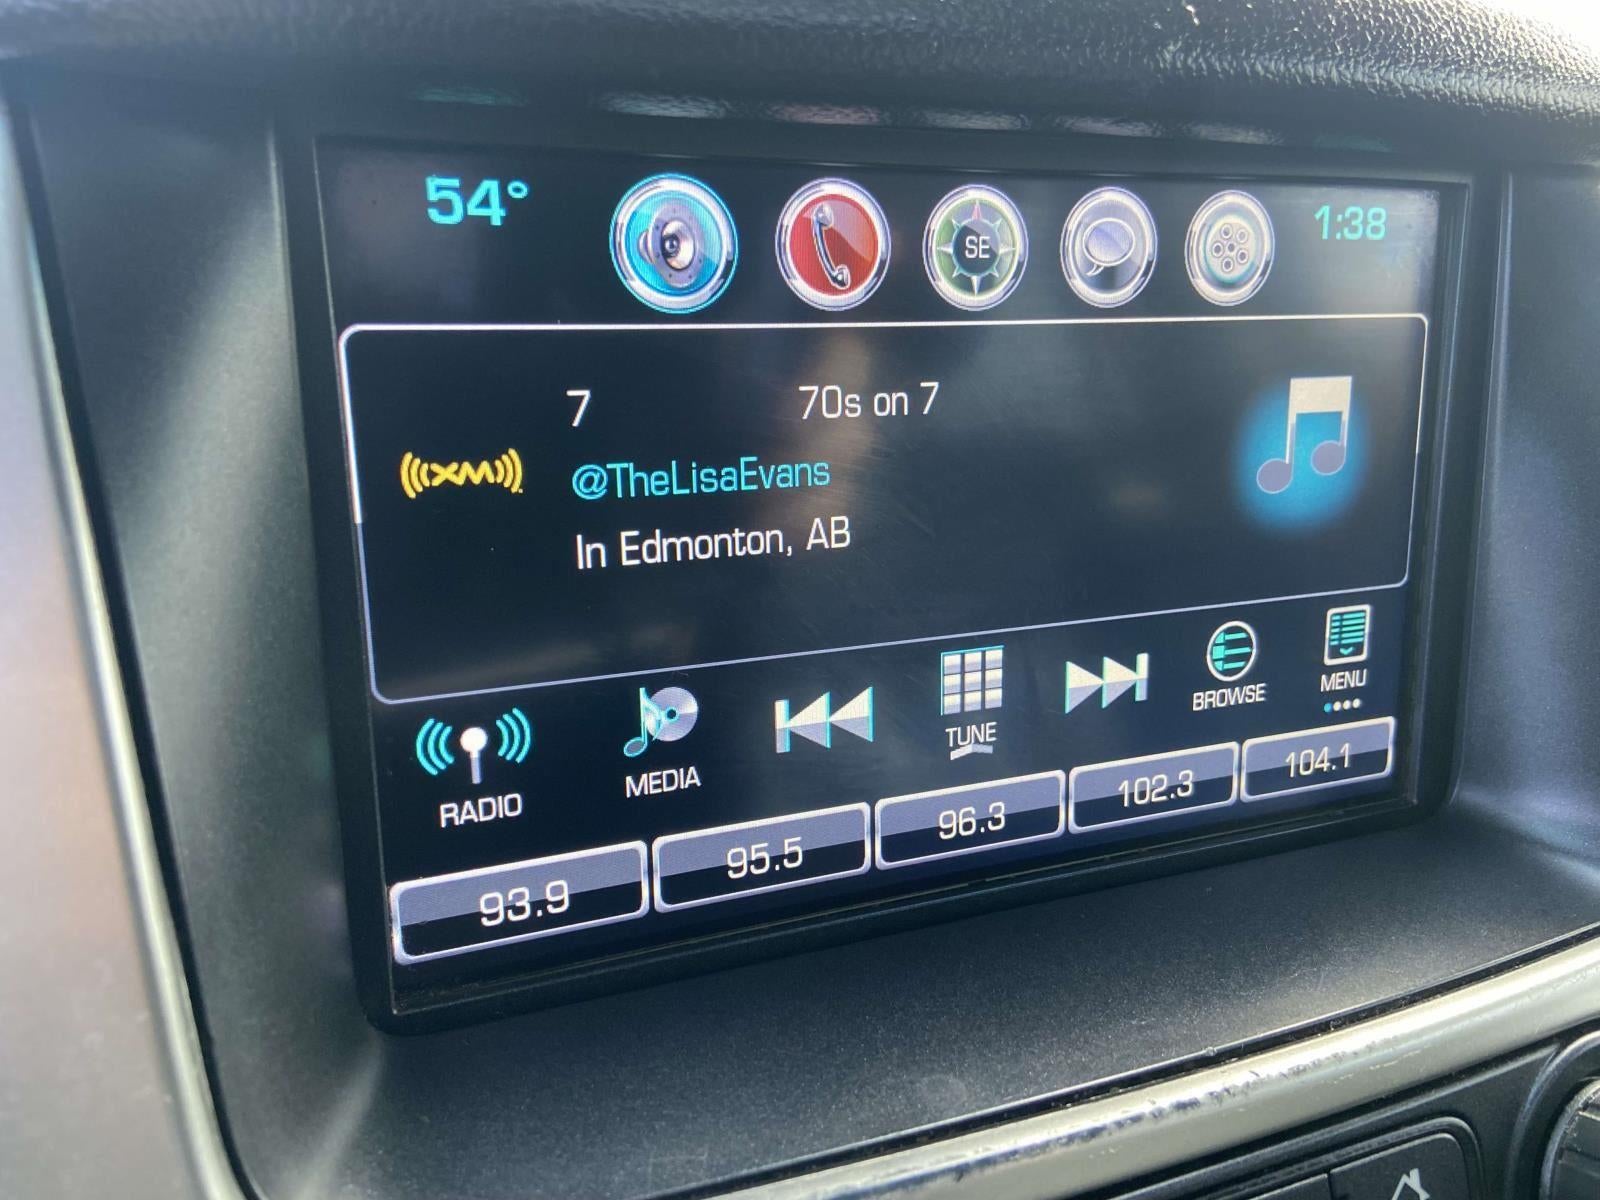 54° SE 1:38
7 70s on 7
XM
@TheLisaEvans
In Edmonton, AB
RADIO MEDIA TUNE BROWSE MENU
93.9 95.5 96.3 102.3 104.1